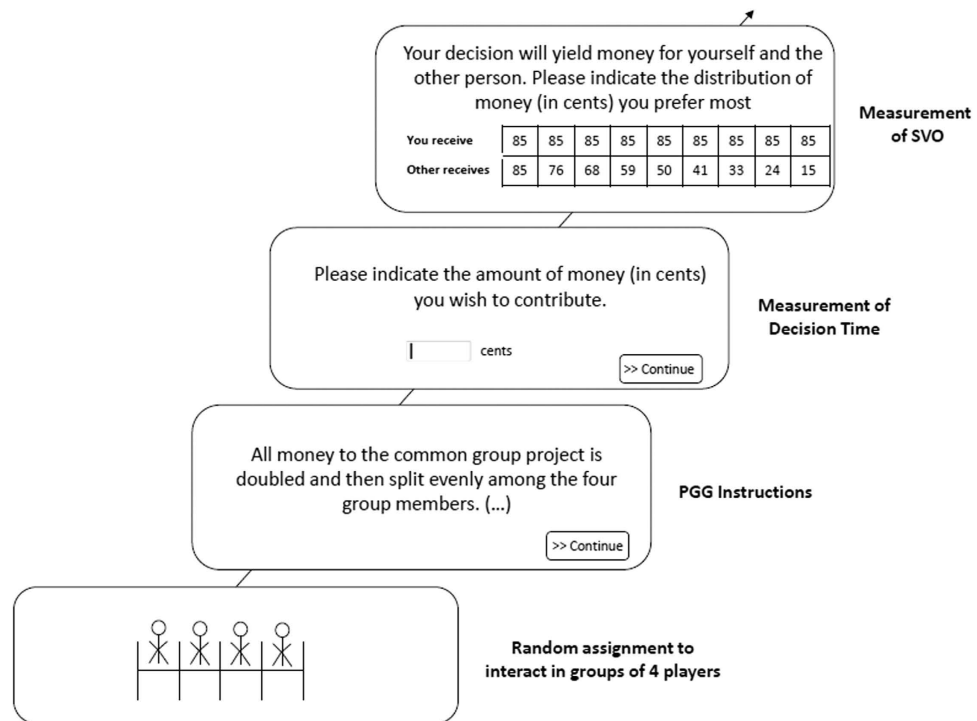 Your decision will yield money for yourself and the
other person. Please indicate the distribution of
money (in cents) you prefer most
You receive 85 85 85 85 85 85 85 85 85
Other receives 85 76 68 59 50 41 33 24 15
Measurement
of SVO
Please indicate the amount of money (in cents)
you wish to contribute.
cents
>> Continue
Measurement of
Decision Time
All money to the common group project is
doubled and then split evenly among the four
group members. (...)
>> Continue
PGG Instructions
Random assignment to
interact in groups of 4 players